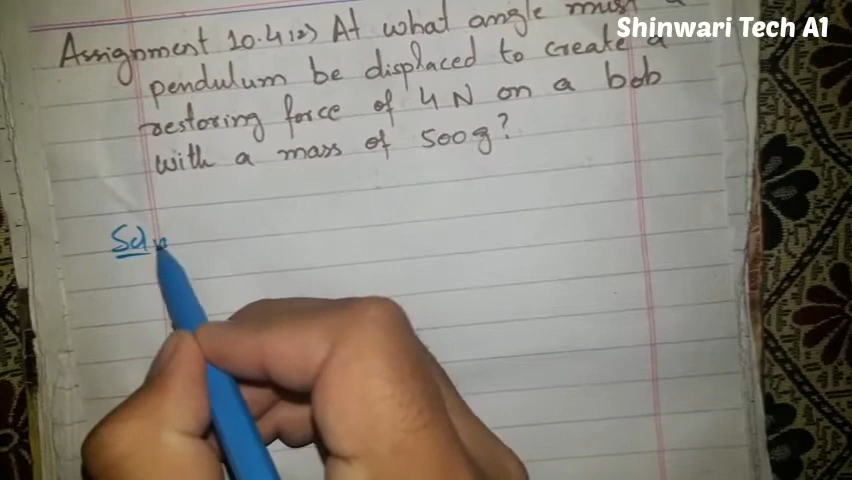 Shinwari Tech A1
Assignment 10.4(2) At what angle must a
pendulum be displaced to create a
restoring force of 4 N on a bob
with a mass of 500g?
Sol